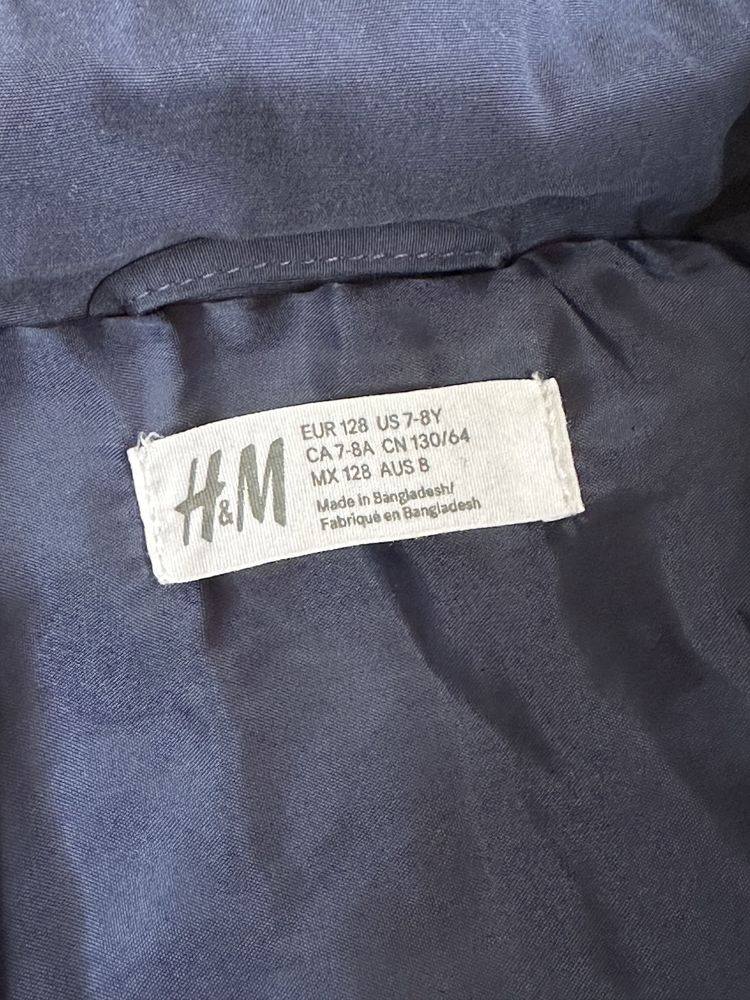 H&M
EUR 128 US 7-8Y
CA 7-8A CN 130/64
MX 128 AUS 8
Made in Bangladesh/
Fabriqué en Bangladesh